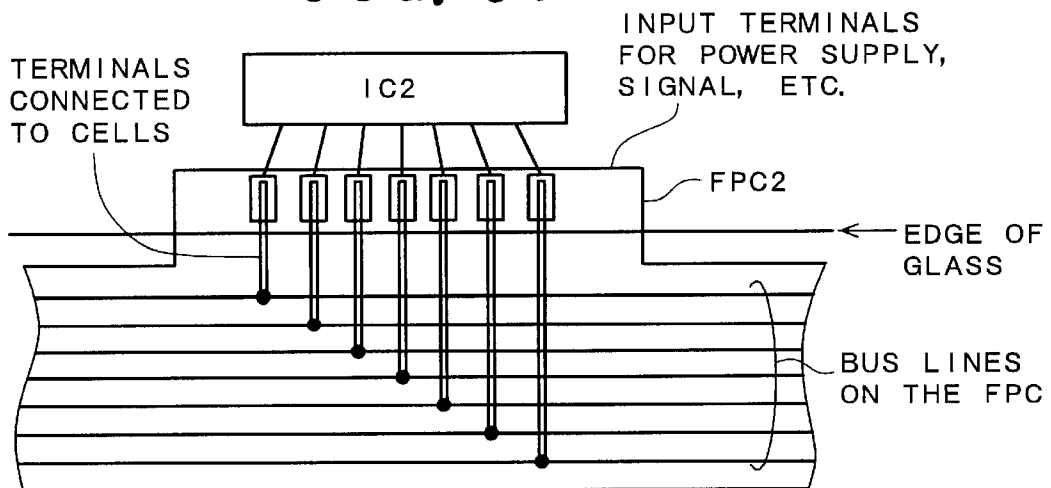 INPUT TERMINALS
FOR POWER SUPPLY,
SIGNAL, ETC.
TERMINALS
CONNECTED
TO CELLS
IC2
FPC2
EDGE OF
GLASS
BUS LINES
ON THE FPC